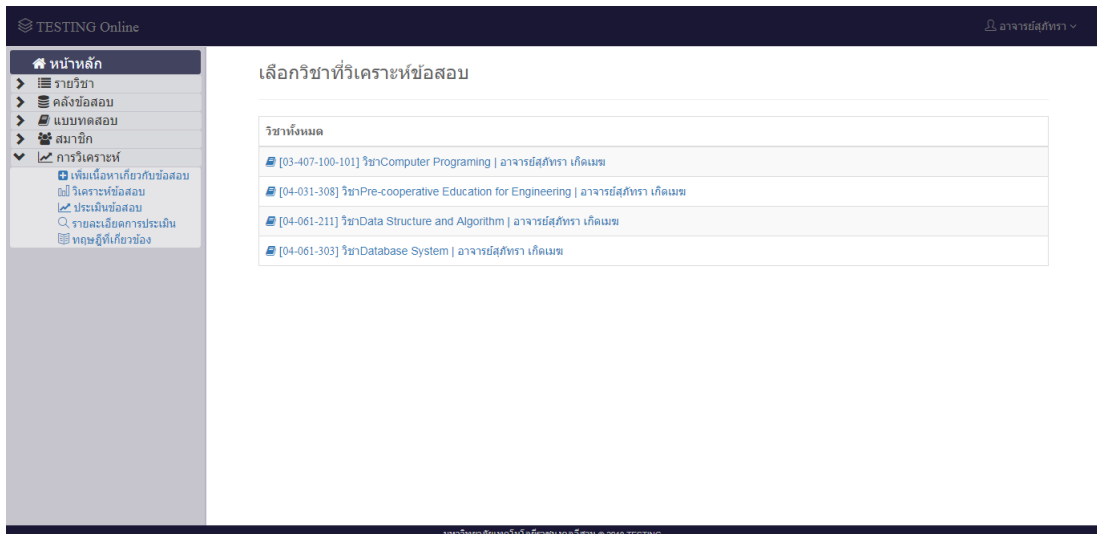 TESTING Online
อาจารย์สุภัทรา
หน้าหลัก
รายวิชา
คลังข้อสอบ
แบบทดสอบ
สมาชิก
การวิเคราะห์
เพิ่มเนื้อหาเกี่ยวกับข้อสอบ
วิเคราะห์ข้อสอบ
ประเมินข้อสอบ
รายละเอียดการประเมิน
ทฤษฎีที่เกี่ยวข้อง
เลือกวิชาที่วิเคราะห์ข้อสอบ
วิชาทั้งหมด
[03-407-100-101] วิชาComputer Programing | อาจารย์สุภัทรา เกิดเมฆ
[04-031-308] วิชาPre-cooperative Education for Engineering | อาจารย์สุภัทรา เกิดเมฆ
[04-061-211] วิชาData Structure and Algorithm | อาจารย์สุภัทรา เกิดเมฆ
[04-061-303] วิชาDatabase System | อาจารย์สุภัทรา เกิดเมฆ